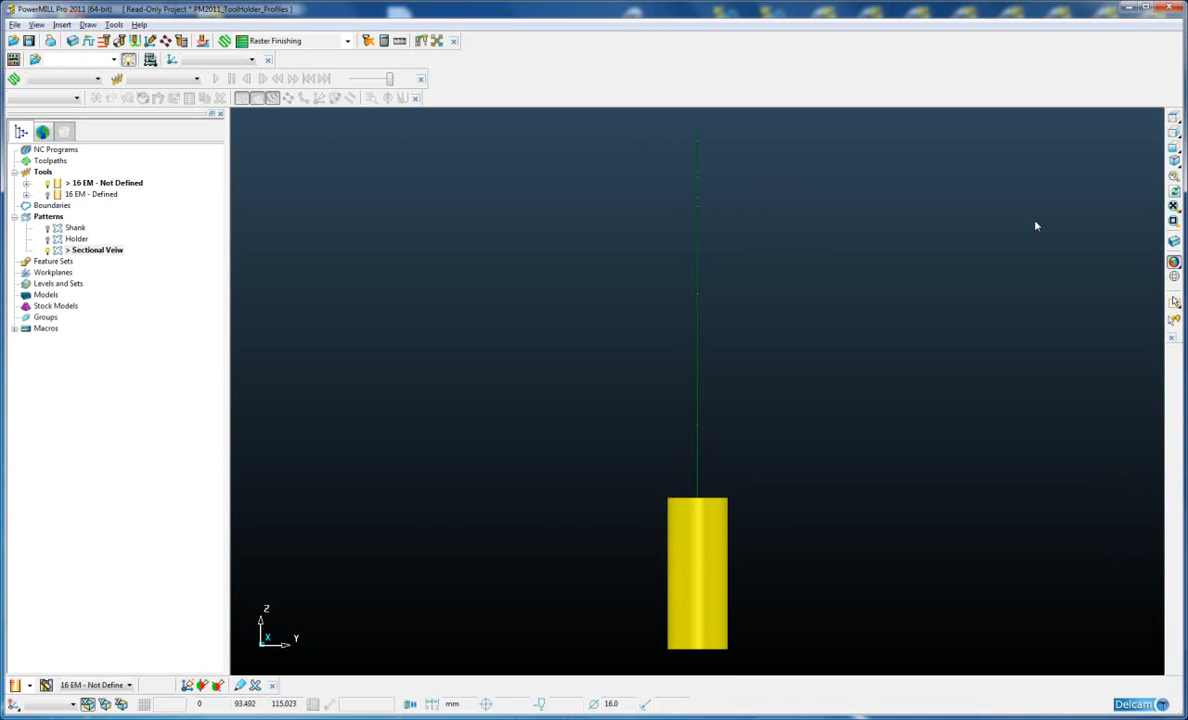 PowerMILL Pro 2011 (64-bit)    [ Read-Only Project * PM2011_ToolHolder_Profiles ]
File View Insert Draw Tools Help
Raster Finishing
NC Programs
Toolpaths
Tools
> 16 EM - Not Defined
16 EM - Defined
Boundaries
Patterns
Shank
Holder
> Sectional Veiw
Feature Sets
Workplanes
Levels and Sets
Models
Stock Models
Groups
Macros
Z
X Y
16 EM - Not Define
0 93.492 115.023 mm 16.0 Delcam